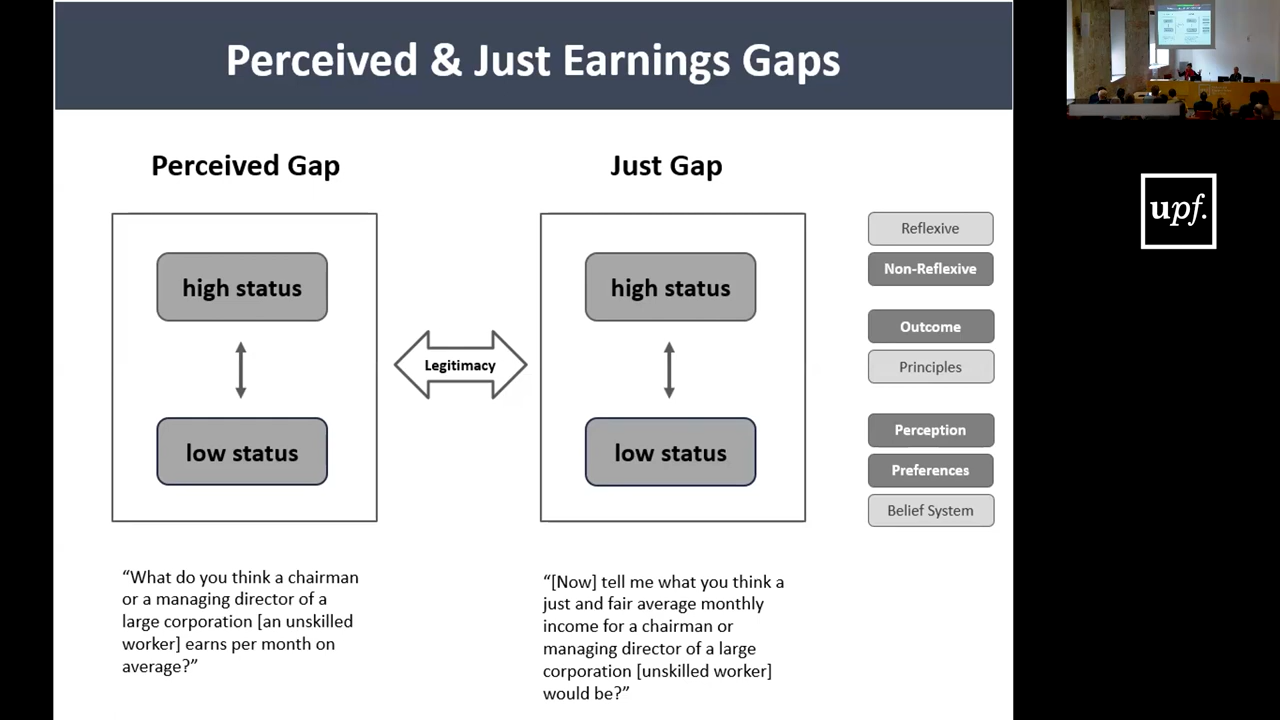 Perceived & Just Earnings Gaps
Perceived Gap
high status
low status
"What do you think a chairman
or a managing director of a
large corporation [an unskilled
worker] earns per month on
average?"
Legitimacy
Just Gap
high status
low status
"[Now] tell me what you think a
just and fair average monthly
income for a chairman or
managing director of a large
corporation [unskilled worker]
would be?"
Reflexive
Non-Reflexive
Outcome
Principles
Perception
Preferences
Belief System
upf.